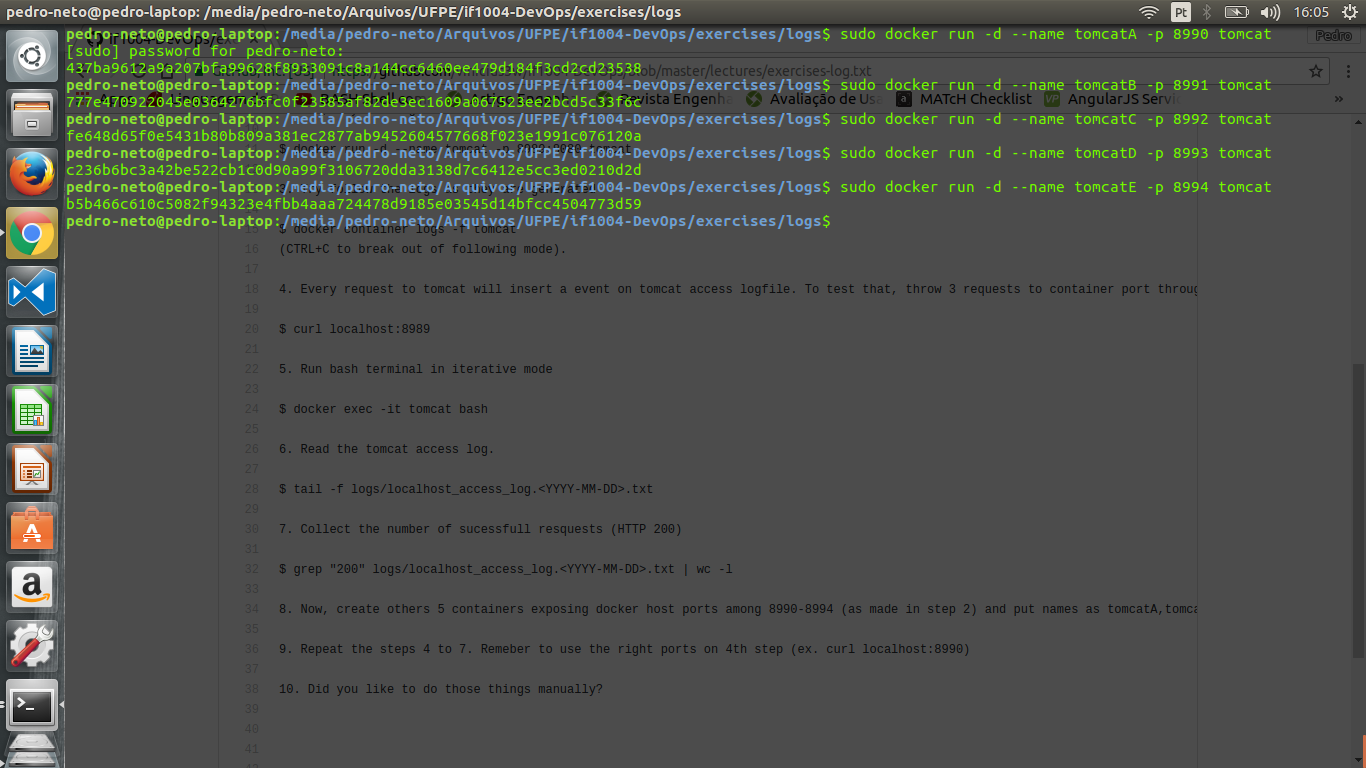 pedro-neto@pedro-laptop: /media/pedro-neto/Arquivos/UFPE/if1004-DevOps/exercises/logs
Pt
16:05
pedro-neto@pedro-laptop:/media/pedro-neto/Arquivos/UFPE/if1004-DevOps/exercises/logs$ sudo docker run -d --name tomcatA -p 8990 tomcat
Pedro
[sudo] password for pedro-neto:
437ba9612a9a207bfa99628f8933091c8a144cc6460ee479d184f3cd2cd23538
/master/lectures/exercises-log.txt
pedro-neto@pedro-laptop:/media/pedro-neto/Arquivos/UFPE/if1004-DevOps/exercises/logs$ sudo docker run -d --name tomcatB -p 8991 tomcat
Avaliação de Usa
MATcH Checklist
AngularJS Servi
»
pedro-neto@pedro-laptop:/media/pedro-neto/Arquivos/UFPE/if1004-DevOps/exercises/logs$ sudo docker run -d --name tomcatC -p 8992 tomcat
fe648d65f0e5431b80b809a381ec2877ab9452604577668f023e1991c076120a
pedro-neto@pedro-laptop:/media/pedro-neto/Arquivos/UFPE/if1004-DevOps/exercises/logs$ sudo docker run -d --name tomcatD -p 8993 tomcat
c236b6bc3a42be522cb1c0d90a99f3106720dda3138d7c6412e5cc3ed0210d2d
pedro-neto@pedro-laptop:/media/pedro-neto/Arquivos/UFPE/if1004-DevOps/exercises/logs$ sudo docker run -d --name tomcatE -p 8994 tomcat
b5b466c610c5082f94323e4fbb4aaa724478d9185e03545d14bfcc4504773d59
pedro-neto@pedro-laptop:/media/pedro-neto/Arquivos/UFPE/if1004-DevOps/exercises/logs$
$ docker container logs -f tomcat
16 (CTRL+C to break out of following mode).
17
18 4. Every request to tomcat will insert a event on tomcat access logfile. To test that, throw 3 requests to container port throug
19
20 $ curl localhost:8989
21
22 5. Run bash terminal in iterative mode
23
24 $ docker exec -it tomcat bash
25
26 6. Read the tomcat access log.
27
28 $ tail -f logs/localhost_access_log.<YYYY-MM-DD>.txt
29
30 7. Collect the number of sucessfull resquests (HTTP 200)
31
32 $ grep "200" logs/localhost_access_log.<YYYY-MM-DD>.txt | wc -l
33
34 8. Now, create others 5 containers exposing docker host ports among 8990-8994 (as made in step 2) and put names as tomcatA,tomca
35
36 9. Repeat the steps 4 to 7. Remeber to use the right ports on 4th step (ex. curl localhost:8990)
37
38 10. Did you like to do those things manually?
39
40
41